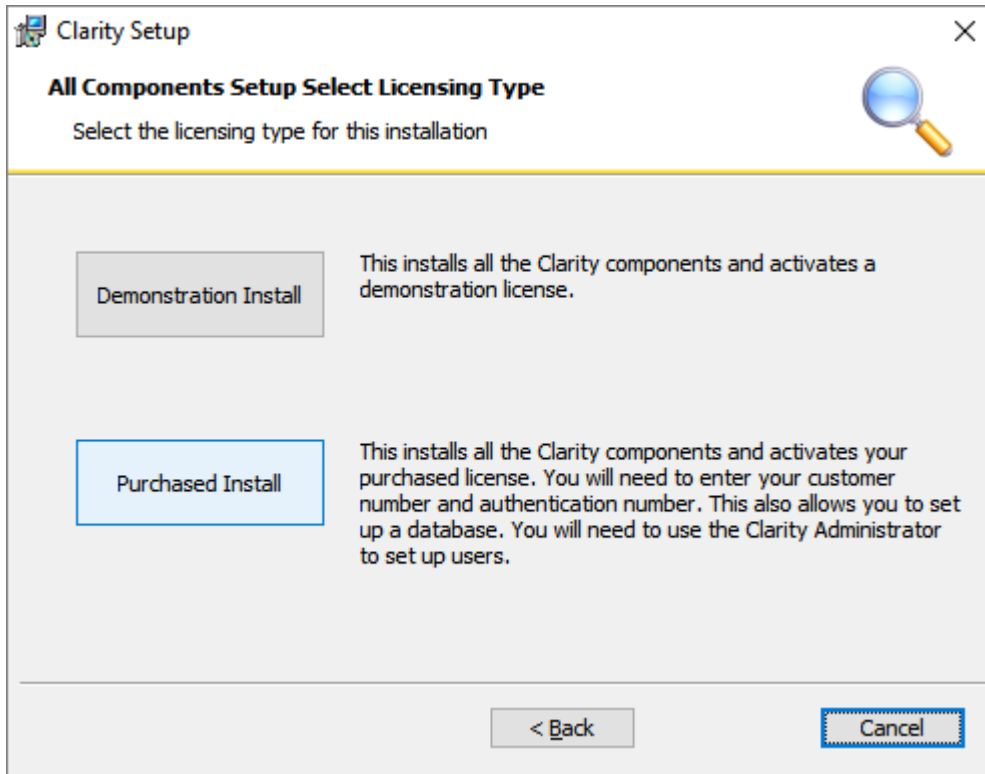 Clarity Setup
All Components Setup Select Licensing Type
Select the licensing type for this installation
Demonstration Install
This installs all the Clarity components and activates a
demonstration license.
Purchased Install
This installs all the Clarity components and activates your
purchased license. You will need to enter your customer
number and authentication number. This also allows you to set
up a database. You will need to use the Clarity Administrator
to set up users.
< Back
Cancel